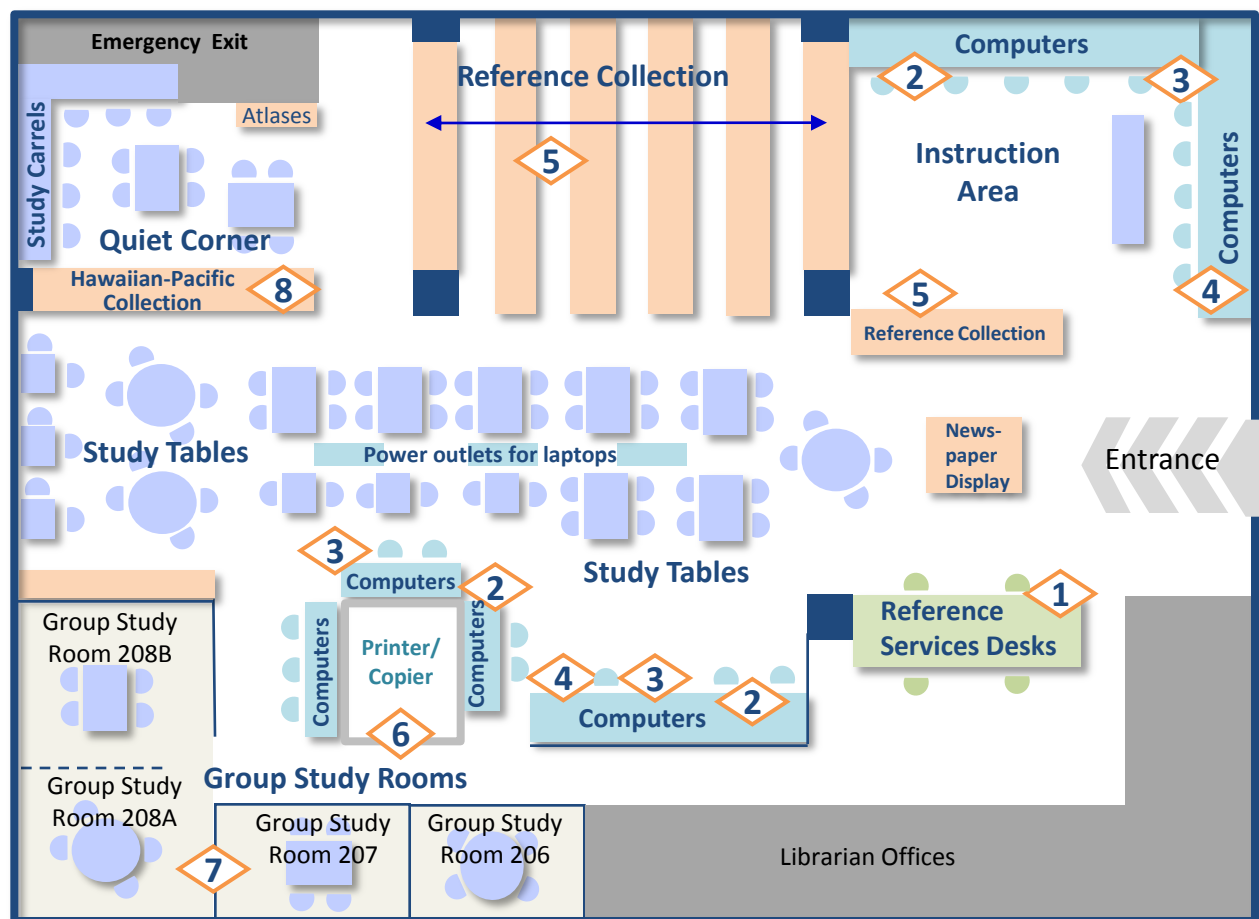 Emergency Exit
Computers
2
3
Reference Collection
Study Carrels
Atlases
5
Instruction
Area
Computers
Quiet Corner
Hawaiian-Pacific
Collection
8
4
5
Reference Collection
Study Tables
Power outlets for laptops
News-
paper
Display
Entrance
3
Computers
2
Study Tables
1
Reference
Services Desks
Group Study
Room 208B
Computers
Printer/
Copier
Computers
4
3
2
Computers
6
Group Study Rooms
Group Study
Room 208A
7
Group Study
Room 207
Group Study
Room 206
Librarian Offices